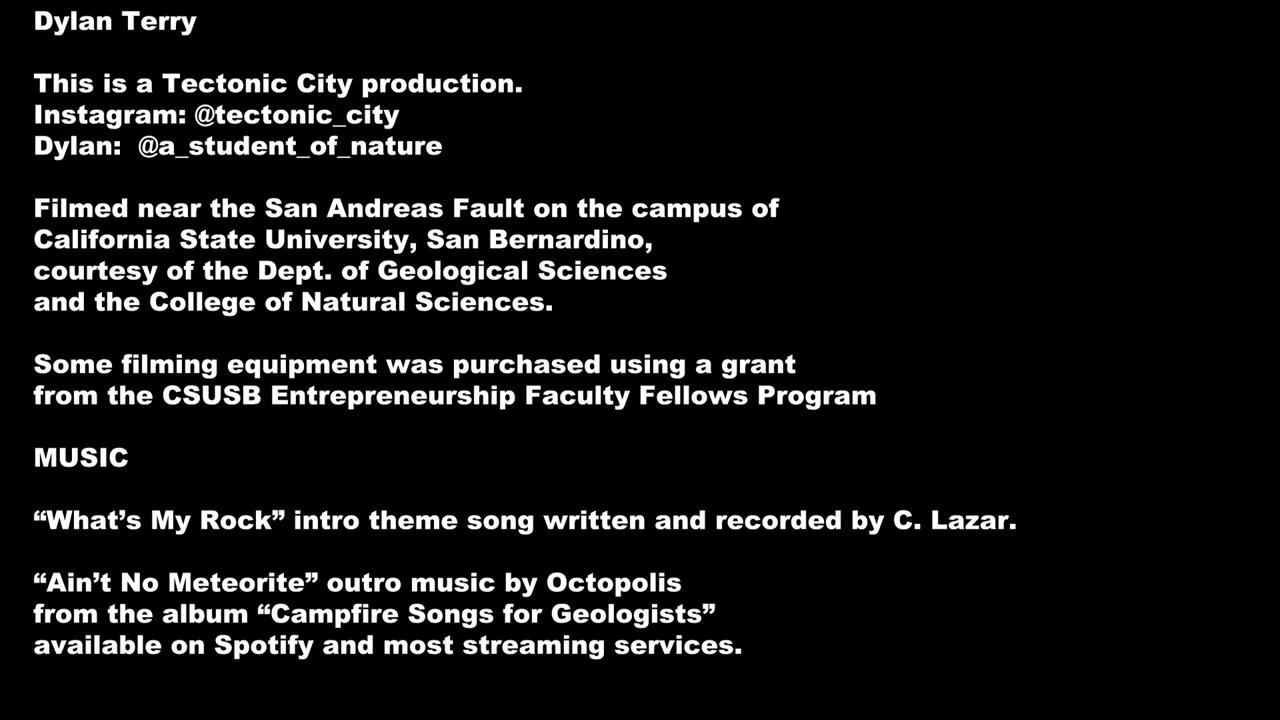 Dylan Terry
This is a Tectonic City production.
Instagram: @tectonic_city
Dylan:  @a_student_of_nature
Filmed near the San Andreas Fault on the campus of
California State University, San Bernardino,
courtesy of the Dept. of Geological Sciences
and the College of Natural Sciences.
Some filming equipment was purchased using a grant
from the CSUSB Entrepreneurship Faculty Fellows Program
MUSIC
“What’s My Rock” intro theme song written and recorded by C. Lazar.
“Ain’t No Meteorite” outro music by Octopolis
from the album “Campfire Songs for Geologists”
available on Spotify and most streaming services.